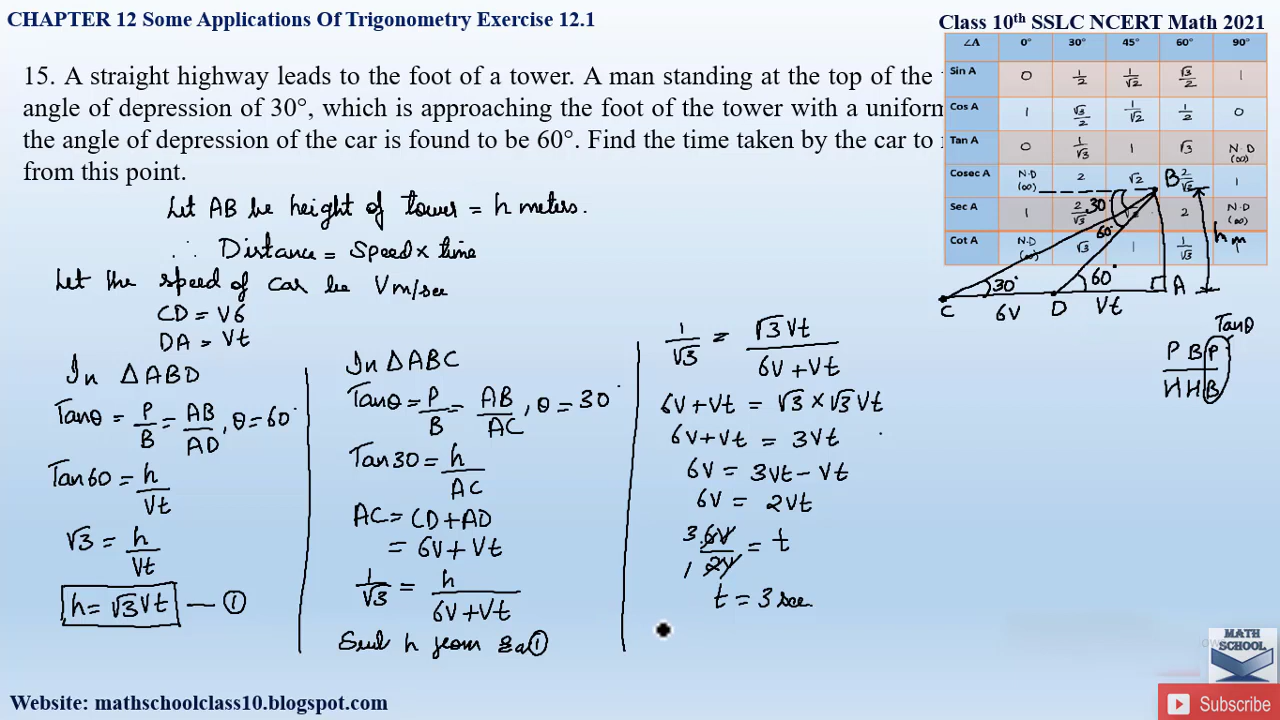 CHAPTER 12 Some Applications Of Trigonometry Exercise 12.1
Class 10th SSLC NCERT Math 2021
15. A straight highway leads to the foot of a tower. A man standing at the top of the
angle of depression of 30°, which is approaching the foot of the tower with a uniform
the angle of depression of the car is found to be 60°. Find the time taken by the car to
from this point.
∠A 0° 30° 45° 60° 90°
Sin A 0 1/2 1/√2 √3/2 1
Cos A 1 √3/2 1/√2 1/2 0
Tan A 0 1/√3 1 √3 N.D (∞)
Cosec A N.D (∞) 2 √2 2/√3 1
Sec A 1 2/√3 √2 2 N.D (∞)
Cot A N.D (∞) √3 1 1/√3
B
30
60°
h m
30°
60°
A
C 6V D Vt
Tanθ
P B P
H H B
Let AB be height of tower = h meters.
∴ Distance = Speed × time
Let the speed of car be V m/sec
CD = V6
DA = Vt
In △ABD
Tanθ = P/B = AB/AD, θ = 60°
Tan60 = h/Vt
√3 = h/Vt
h = √3Vt — ①
In △ABC
Tanθ = P/B = AB/AC, θ = 30°
Tan30 = h/AC
AC = CD + AD
= 6V + Vt
1/√3 = h/6V+Vt
h from ①
1/√3 = √3Vt/6V+Vt
6V+Vt = √3 × √3Vt
6V+Vt = 3Vt
6V = 3Vt − Vt
6V = 2Vt
3 6V/1 2V = t
t = 3 sec
MATH
SCHOOL
Website: mathschoolclass10.blogspot.com
Subscribe